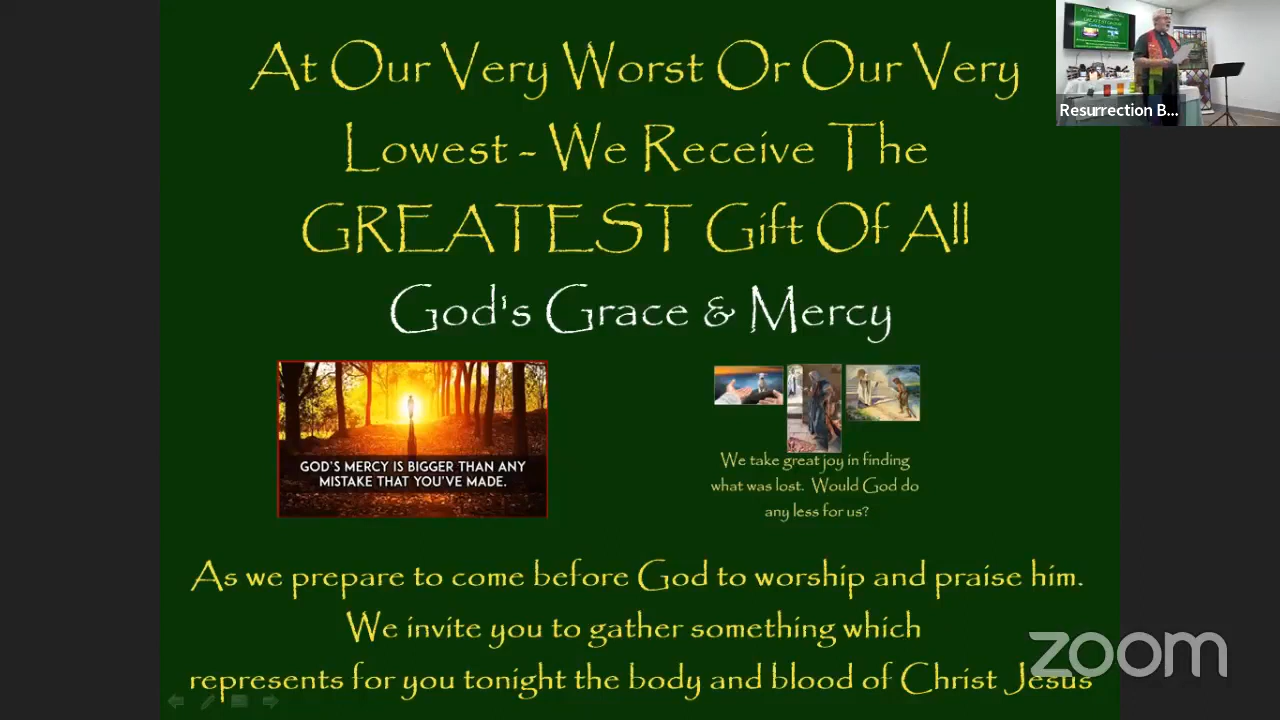 At Our Very Worst Or Our Very
Lowest - We Receive The
GREATEST Gift Of All
God's Grace & Mercy
GOD'S MERCY IS BIGGER THAN ANY
MISTAKE THAT YOU'VE MADE.
We take great joy in finding
what was lost. Would God do
any less for us?
As we prepare to come before God to worship and praise him.
We invite you to gather something which
represents for you tonight the body and blood of Christ Jesus
Resurrection B...
zoom